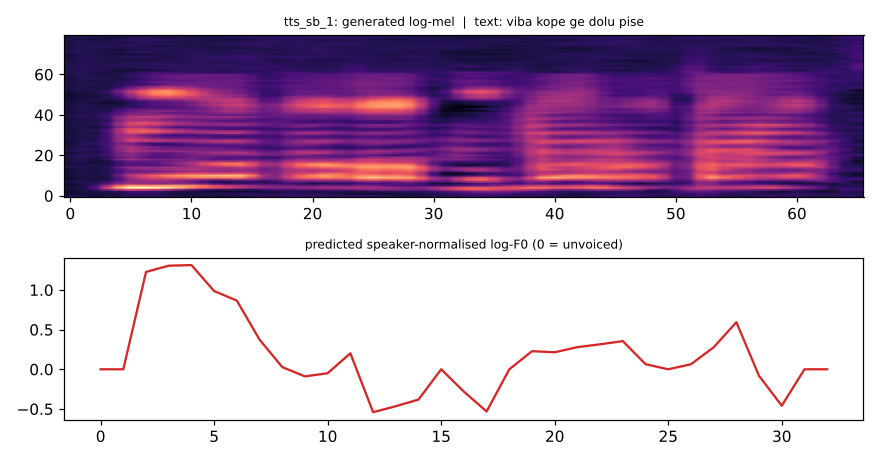 tts_sb_1: generated log-mel | text: viba kope ge dolu pise
60
40
20
0
0 10 20 30 40 50 60
predicted speaker-normalised log-F0 (0 = unvoiced)
1.0
0.5
0.0
−0.5
0 5 10 15 20 25 30